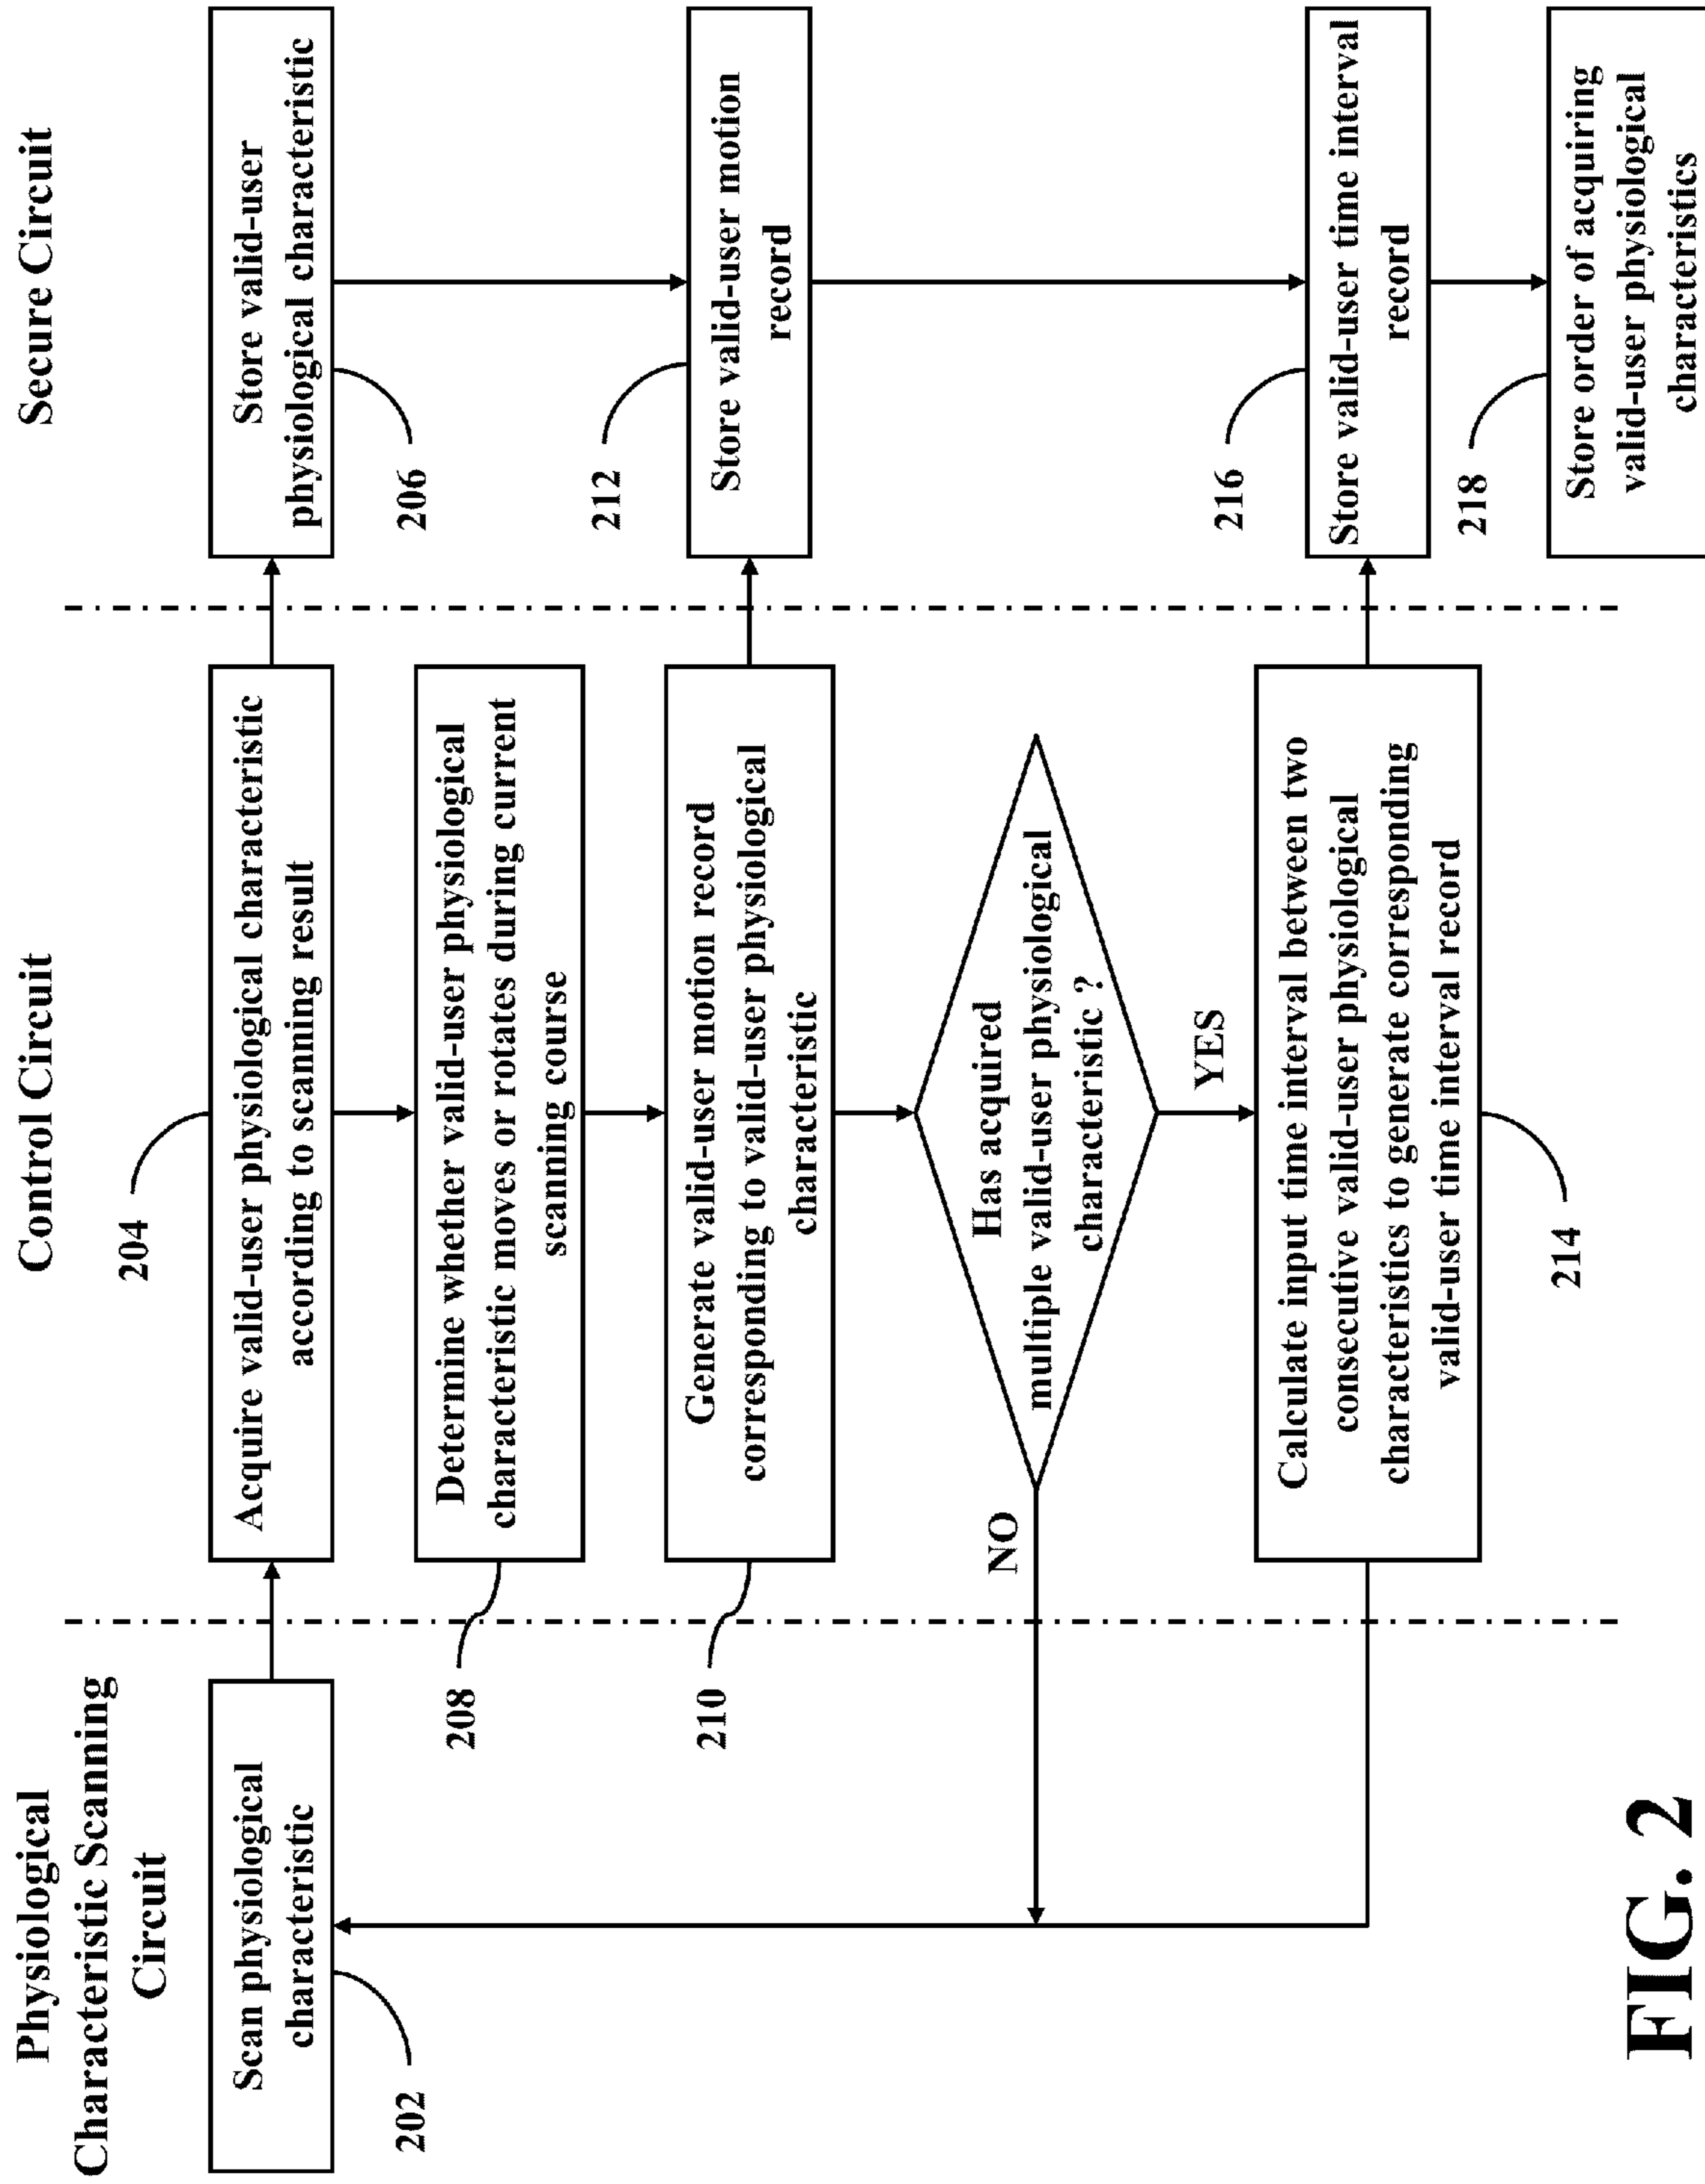 Physiological
Characteristic Scanning
Circuit
Control Circuit
Secure Circuit
Scan physiological
characteristic
202
204
Acquire valid-user physiological characteristic
according to scanning result
Store valid-user
physiological characteristic
206
208
Determine whether valid-user physiological
characteristic moves or rotates during current
scanning course
210
Generate valid-user motion record
corresponding to valid-user physiological
characteristic
212
Store valid-user motion
record
Has acquired
multiple valid-user physiological
characteristic ?
NO
YES
Calculate input time interval between two
consecutive valid-user physiological
characteristics to generate corresponding
valid-user time interval record
214
216
Store valid-user time interval
record
218
Store order of acquiring
valid-user physiological
characteristics
FIG. 2